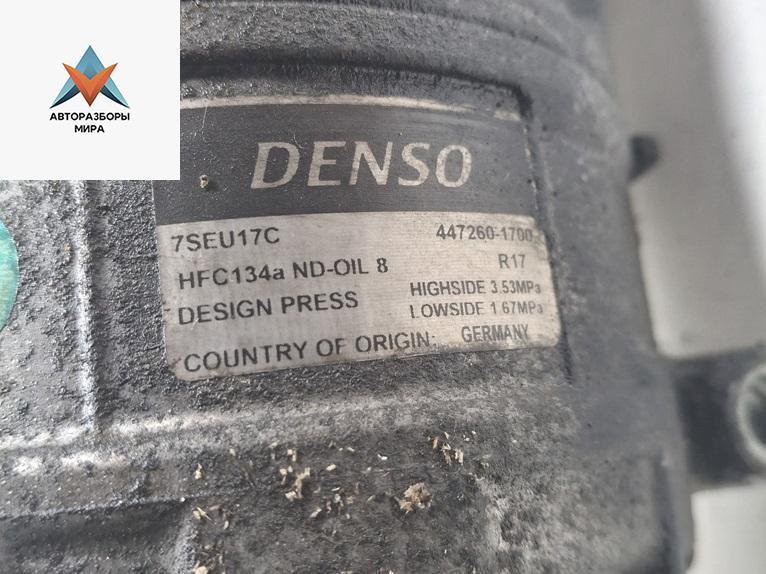 АВТОРАЗБОРЫ
МИРА
DENSO
7SEU17C 447260-1700
HFC134a ND-OIL 8 R17
DESIGN PRESS HIGHSIDE 3.53MPa
LOWSIDE 1.67MPa
COUNTRY OF ORIGIN: GERMANY